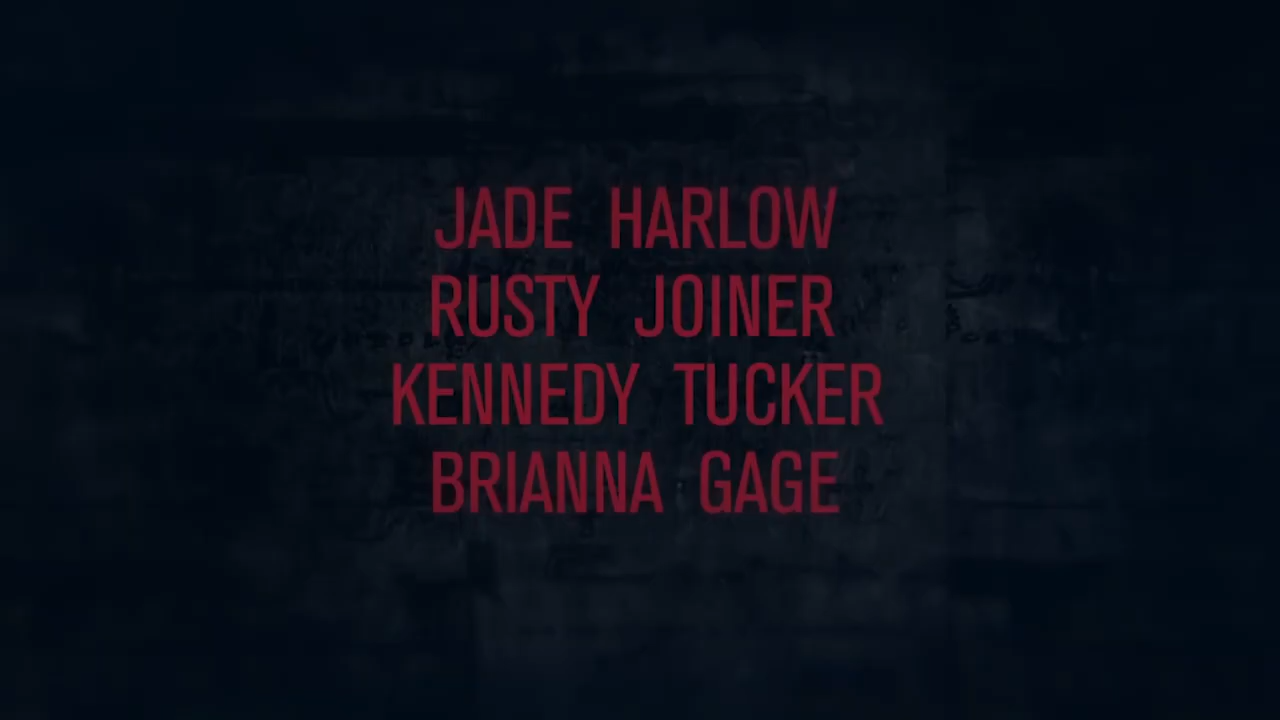 JADE HARLOW
RUSTY JOINER
KENNEDY TUCKER
BRIANNA GAGE